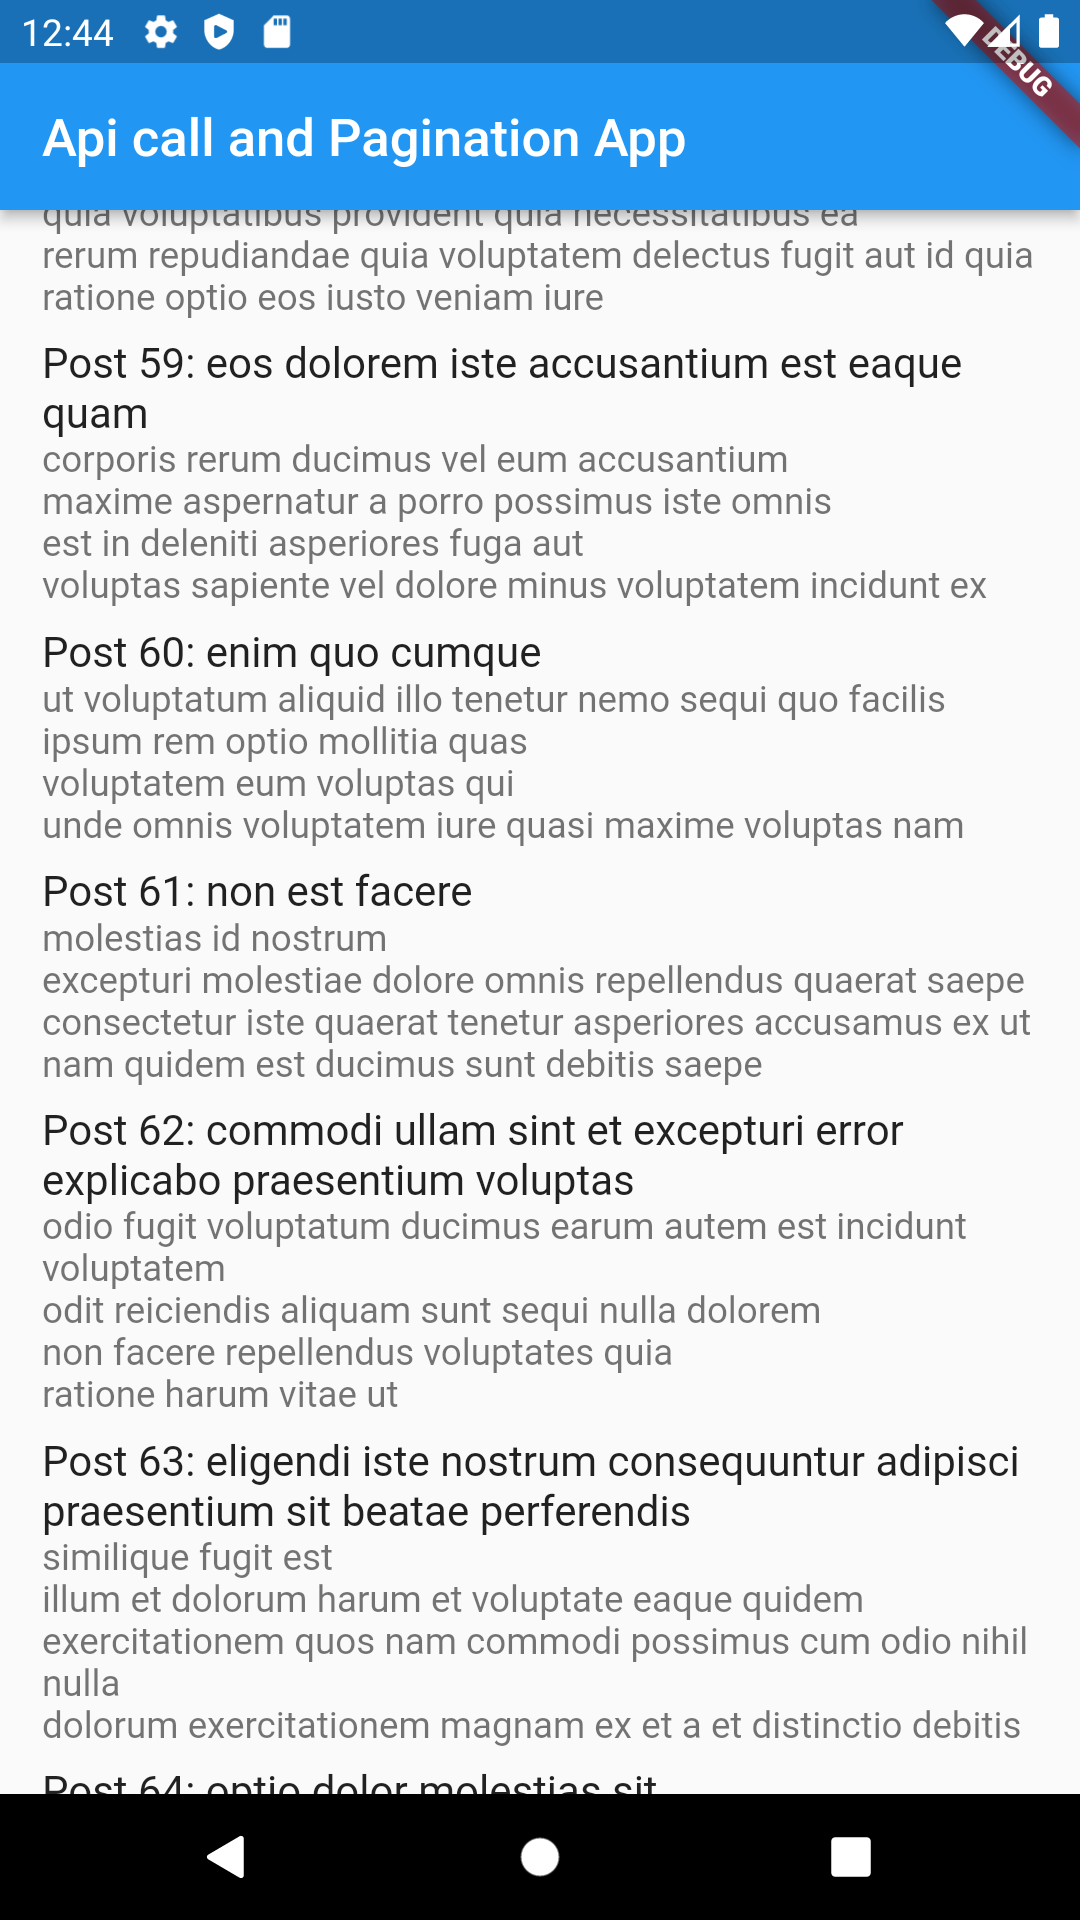 12:44
DEBUG
Api call and Pagination App
quia voluptatibus provident quia necessitatibus ea
rerum repudiandae quia voluptatem delectus fugit aut id quia
ratione optio eos iusto veniam iure
Post 59: eos dolorem iste accusantium est eaque
quam
corporis rerum ducimus vel eum accusantium
maxime aspernatur a porro possimus iste omnis
est in deleniti asperiores fuga aut
voluptas sapiente vel dolore minus voluptatem incidunt ex
Post 60: enim quo cumque
ut voluptatum aliquid illo tenetur nemo sequi quo facilis
ipsum rem optio mollitia quas
voluptatem eum voluptas qui
unde omnis voluptatem iure quasi maxime voluptas nam
Post 61: non est facere
molestias id nostrum
excepturi molestiae dolore omnis repellendus quaerat saepe
consectetur iste quaerat tenetur asperiores accusamus ex ut
nam quidem est ducimus sunt debitis saepe
Post 62: commodi ullam sint et excepturi error
explicabo praesentium voluptas
odio fugit voluptatum ducimus earum autem est incidunt
voluptatem
odit reiciendis aliquam sunt sequi nulla dolorem
non facere repellendus voluptates quia
ratione harum vitae ut
Post 63: eligendi iste nostrum consequuntur adipisci
praesentium sit beatae perferendis
similique fugit est
illum et dolorum harum et voluptate eaque quidem
exercitationem quos nam commodi possimus cum odio nihil
nulla
dolorum exercitationem magnam ex et a et distinctio debitis
Post 64: optio dolor molestias sit